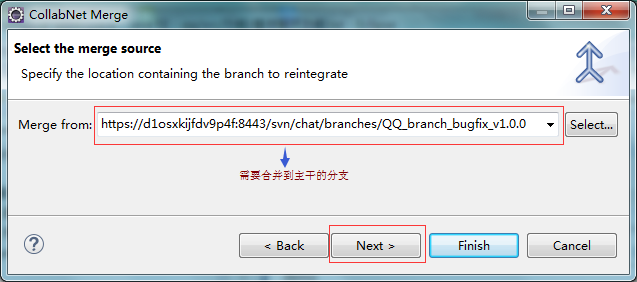 CollabNet Merge
Select the merge source
Specify the location containing the branch to reintegrate
Merge from: https://d1osxkijfdv9p4f:8443/svn/chat/branches/QQ_branch_bugfix_v1.0.0 Select...
需要合并到主干的分支
? < Back Next > Finish Cancel